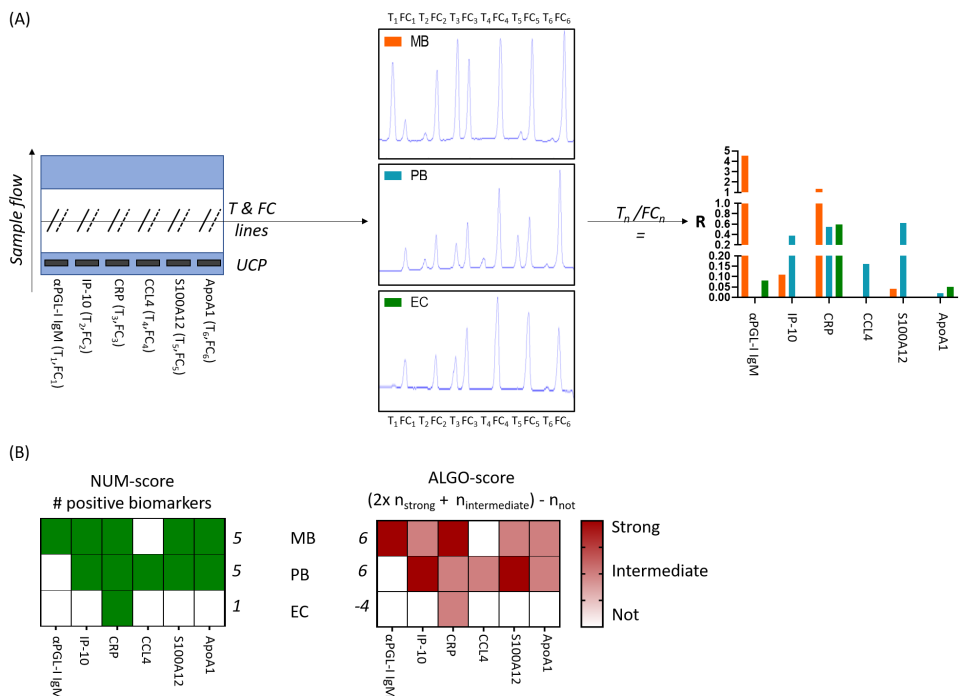 (A)
T₁ FC₁ T₂ FC₂ T₃ FC₃ T₄ FC₄ T₅ FC₅ T₆ FC₆
MB
PB
EC
T₁ FC₁ T₂ FC₂ T₃ FC₃ T₄ FC₄ T₅ FC₅ T₆ FC₆
Sample flow
T & FC
lines
UCP
αPGL-I IgM (T₁,FC₁)
IP-10 (T₂,FC₂)
CRP (T₃,FC₃)
CCL4 (T₄,FC₄)
S100A12 (T₅,FC₅)
ApoA1 (T₆,FC₆)
Tₙ/FCₙ
=
R
5
4
3
2
1
1.0
0.8
0.6
0.4
0.2
0.20
0.15
0.10
0.05
0.00
αPGL-I IgM
IP-10
CRP
CCL4
S100A12
ApoA1
(B)
NUM-score
# positive biomarkers
5
5
1
αPGL-I IgM
IP-10
CRP
CCL4
S100A12
ApoA1
MB
PB
EC
ALGO-score
(2x n_strong + n_intermediate) - n_not
6
6
-4
αPGL-I IgM
IP-10
CRP
CCL4
S100A12
ApoA1
Strong
Intermediate
Not